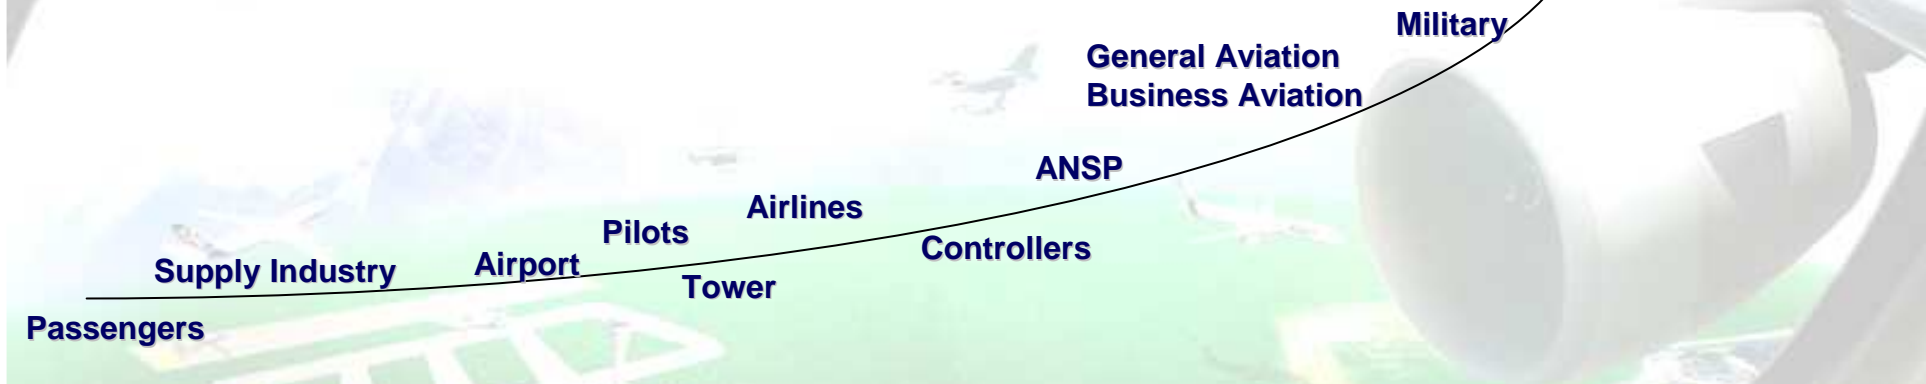 Military
General Aviation
Business Aviation
ANSP
Airlines
Pilots
Controllers
Airport
Supply Industry
Tower
Passengers